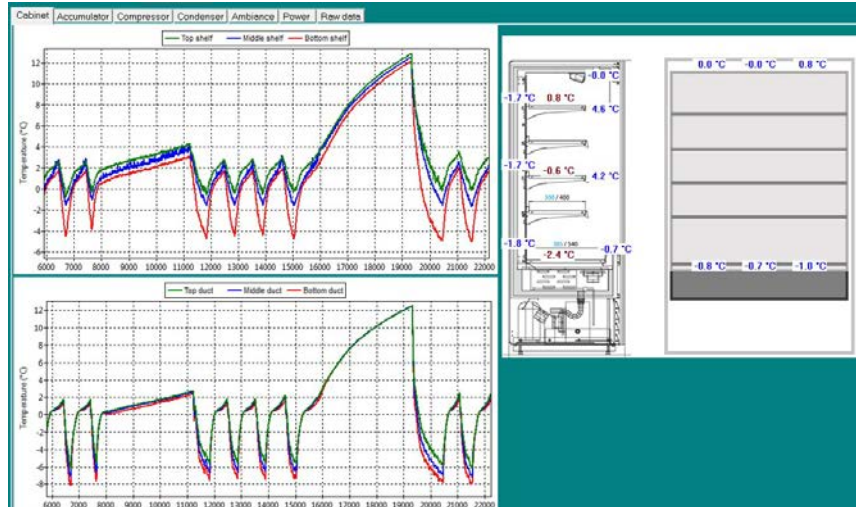 Cabinet Accumulator Compressor Condenser Ambiance Power Raw data
Top shelf Middle shelf Bottom shelf
Temperature (°C)
12
10
8
6
4
2
0
-2
-4
-6
6000 7000 8000 9000 10000 11000 12000 13000 14000 15000 16000 17000 18000 19000 20000 21000 22000
Top duct Middle duct Bottom duct
Temperature (°C)
12
10
8
6
4
2
0
-2
-4
-6
-8
6000 7000 8000 9000 10000 11000 12000 13000 14000 15000 16000 17000 18000 19000 20000 21000 22000
-0.0 °C
-1.7 °C 0.8 °C 4.6 °C
-1.7 °C -0.6 °C 4.2 °C
/ 400
-1.8 °C / 540 -0.7 °C
-2.4 °C
0.0 °C -0.0 °C 0.8 °C
-0.8 °C -0.7 °C -1.0 °C